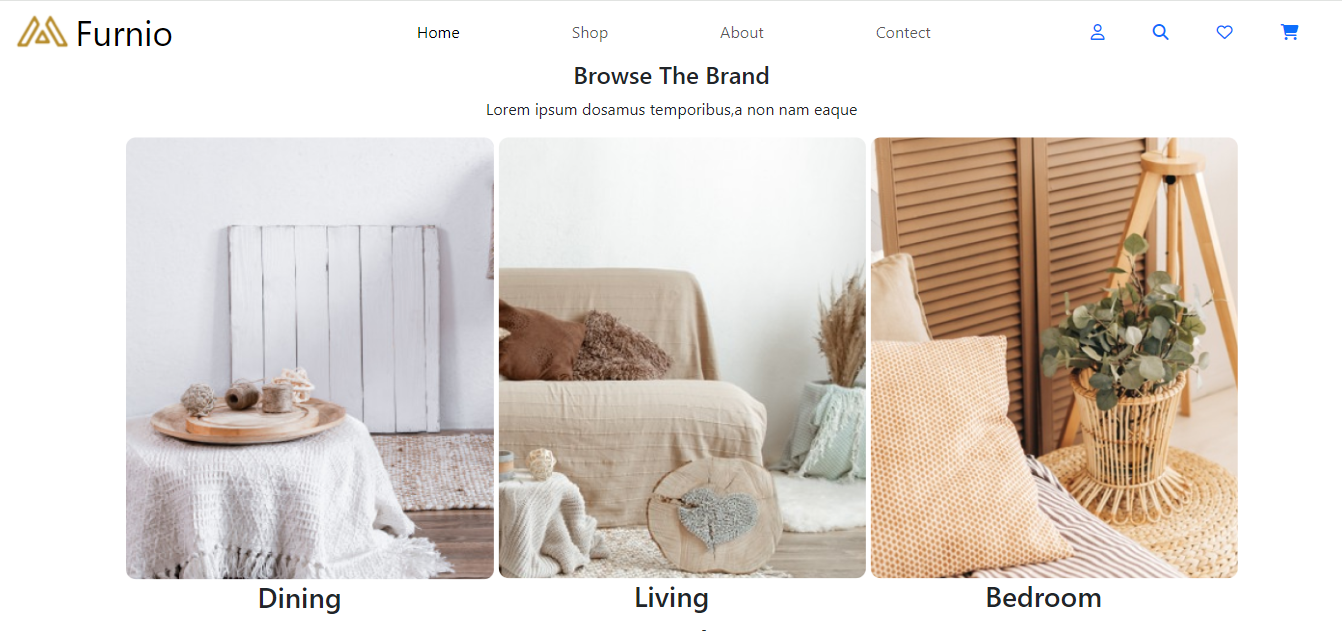 Furnio
Home Shop About Contect
Browse The Brand
Lorem ipsum dosamus temporibus,a non nam eaque
Dining Living Bedroom